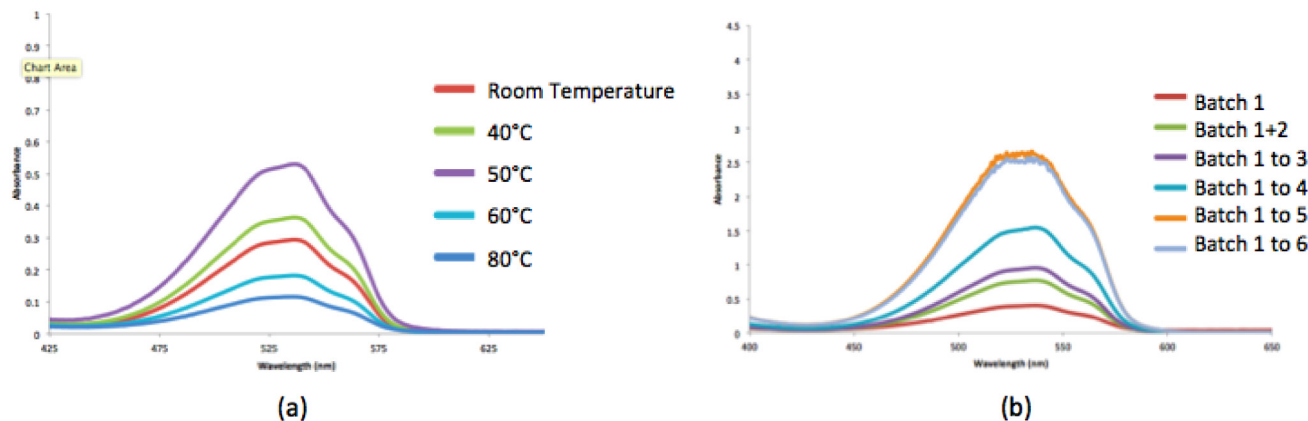 1
0.9
Chart Area
0.8
0.7
0.6
0.5
0.4
0.3
0.2
0.1
0
Absorbance
425
475
525
575
625
Wavelength (nm)
Room Temperature
40°C
50°C
60°C
80°C
(a)
4.5
4
3.5
3
2.5
2
1.5
1
0.5
0
Absorbance
400
450
500
550
600
650
Wavelength (nm)
Batch 1
Batch 1+2
Batch 1 to 3
Batch 1 to 4
Batch 1 to 5
Batch 1 to 6
(b)